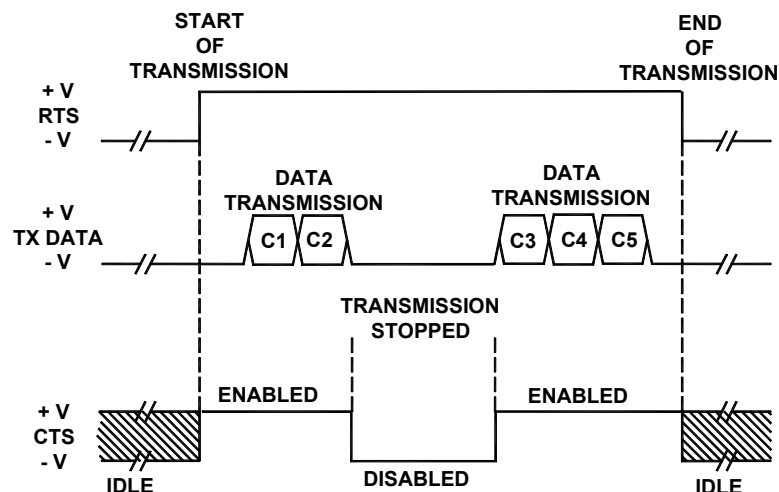 START
OF
TRANSMISSION
END
OF
TRANSMISSION
+ V
RTS
- V
DATA
TRANSMISSION
DATA
TRANSMISSION
+ V
TX DATA
- V
C1 C2 C3 C4 C5
TRANSMISSION
STOPPED
ENABLED ENABLED
+ V
CTS
- V
IDLE DISABLED IDLE